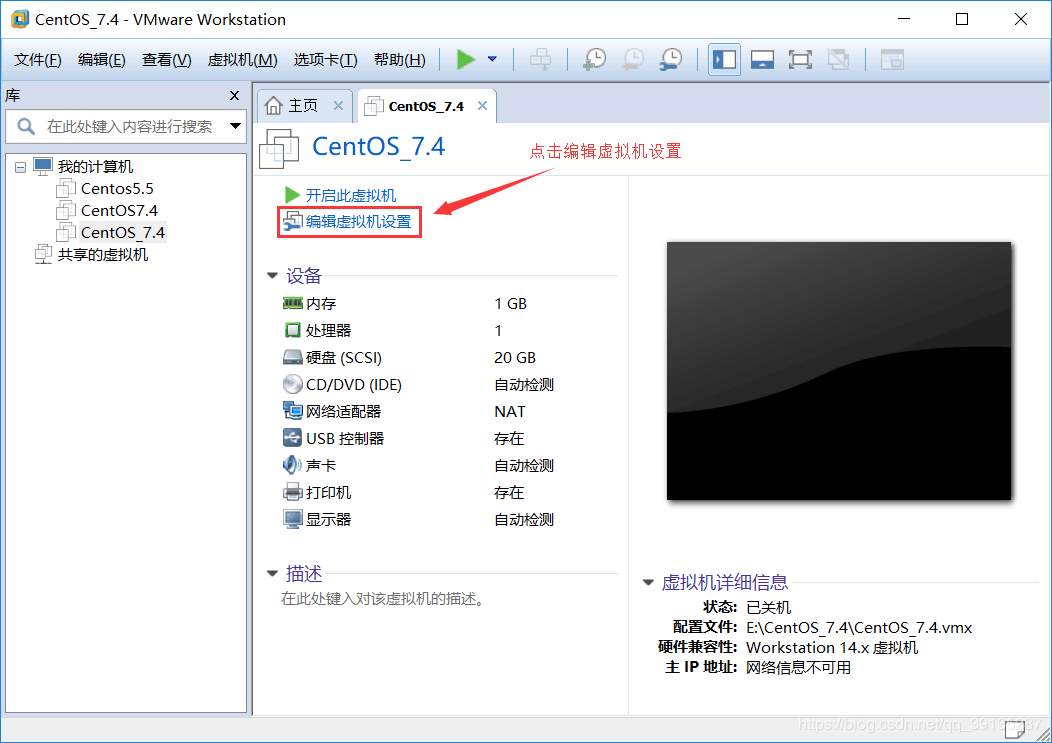 CentOS_7.4 - VMware Workstation
文件(F) 编辑(E) 查看(V) 虚拟机(M) 选项卡(T) 帮助(H)
库
在此处键入内容进行搜索
我的计算机
Centos5.5
CentOS7.4
CentOS_7.4
共享的虚拟机
主页 CentOS_7.4
CentOS_7.4
点击编辑虚拟机设置
开启此虚拟机
编辑虚拟机设置
设备
内存 1 GB
处理器 1
硬盘 (SCSI) 20 GB
CD/DVD (IDE) 自动检测
网络适配器 NAT
USB 控制器 存在
声卡 自动检测
打印机 存在
显示器 自动检测
描述
在此处键入对该虚拟机的描述。
虚拟机详细信息
状态: 已关机
配置文件: E:\CentOS_7.4\CentOS_7.4.vmx
硬件兼容性: Workstation 14.x 虚拟机
主 IP 地址: 网络信息不可用